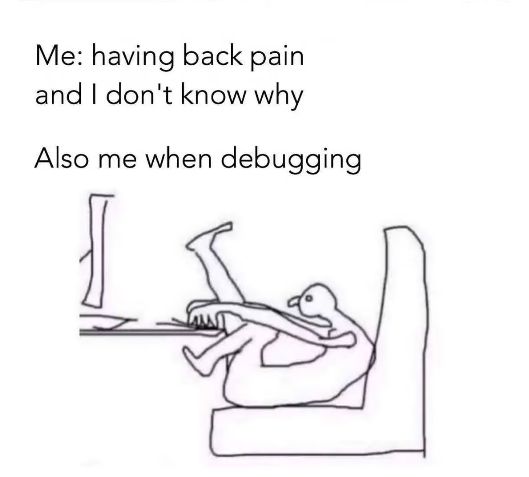 Me: having back pain
and I don't know why
Also me when debugging